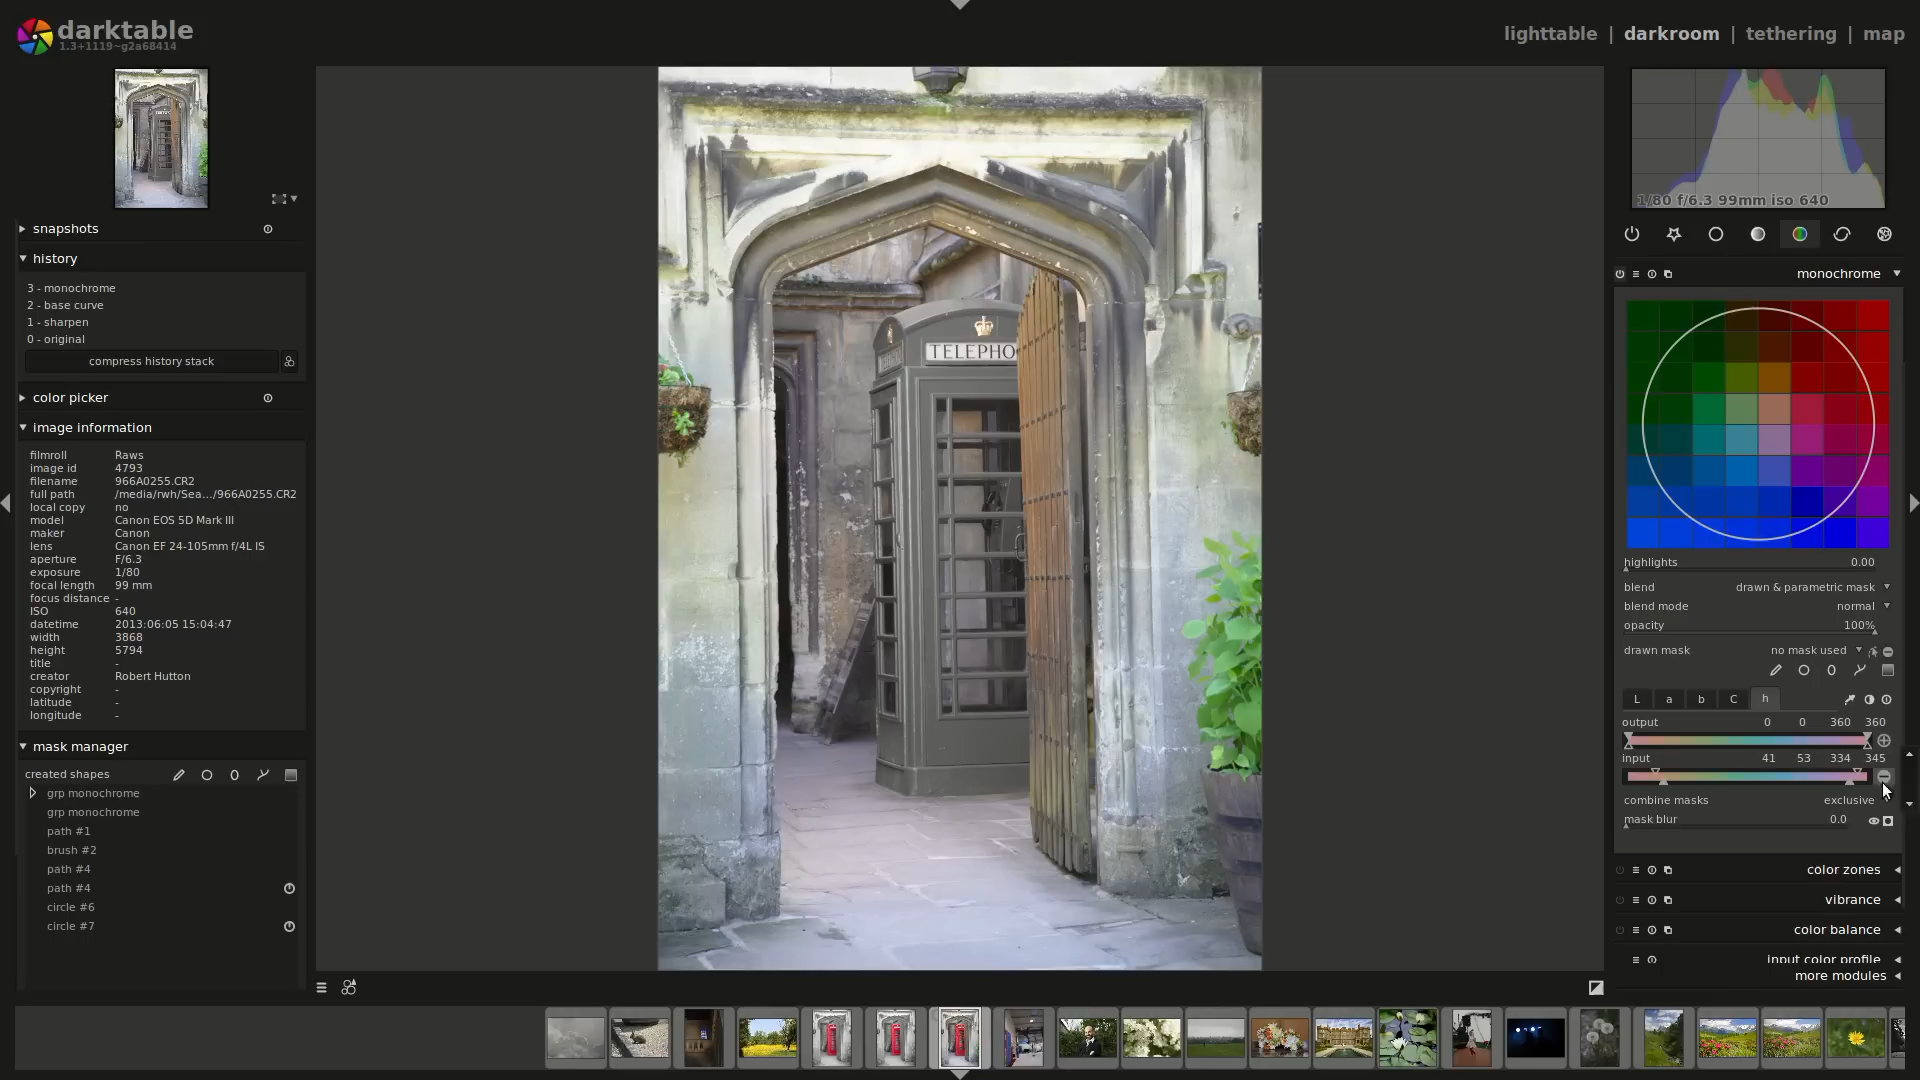 darktable
1.3+1119~g2a68414
lighttable | darkroom | tethering | map
1/80 f/6.3 99mm iso 640
snapshots
history
3 - monochrome
2 - base curve
1 - sharpen
0 - original
compress history stack
color picker
image information
filmroll Raws
image id 4793
filename 966A0255.CR2
full path /media/rwh/Sea.../966A0255.CR2
local copy no
model Canon EOS 5D Mark III
maker Canon
lens Canon EF 24-105mm f/4L IS
aperture F/6.3
exposure 1/80
focal length 99 mm
focus distance -
ISO 640
datetime 2013:06:05 15:04:47
width 3868
height 5794
title -
creator Robert Hutton
copyright -
latitude -
longitude -
mask manager
created shapes
grp monochrome
grp monochrome
path #1
brush #2
path #4
path #4
circle #6
circle #7
TELEPHO
monochrome
highlights 0.00
blend drawn & parametric mask
blend mode normal
opacity 100%
drawn mask no mask used
L a b C h
output 0 0 360 360
input 41 53 334 345
combine masks exclusive
mask blur 0.0
color zones
vibrance
color balance
input color profile
more modules